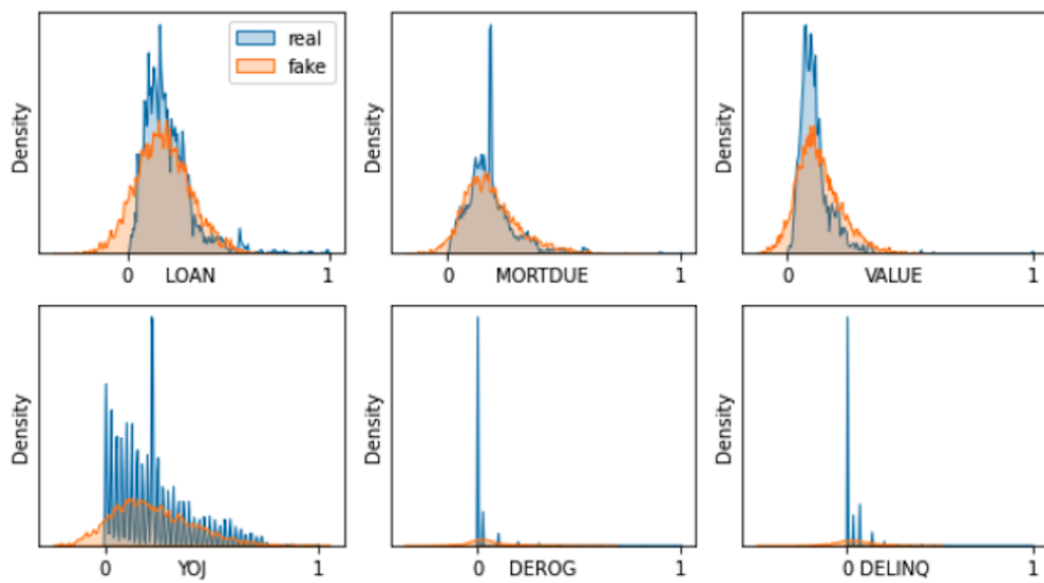 real
fake
Density
0 LOAN 1
Density
0 MORTDUE 1
Density
0 VALUE 1
Density
0 YOJ 1
Density
0 DEROG 1
Density
0 DELINQ 1